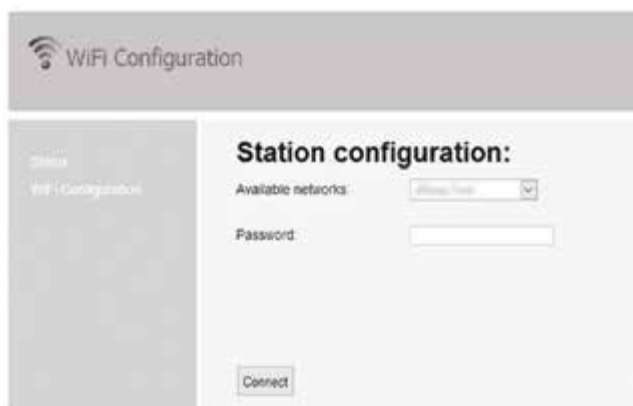 WiFi Configuration
Status
WiFi Configuration
Station configuration:
Available networks
Password
Connect